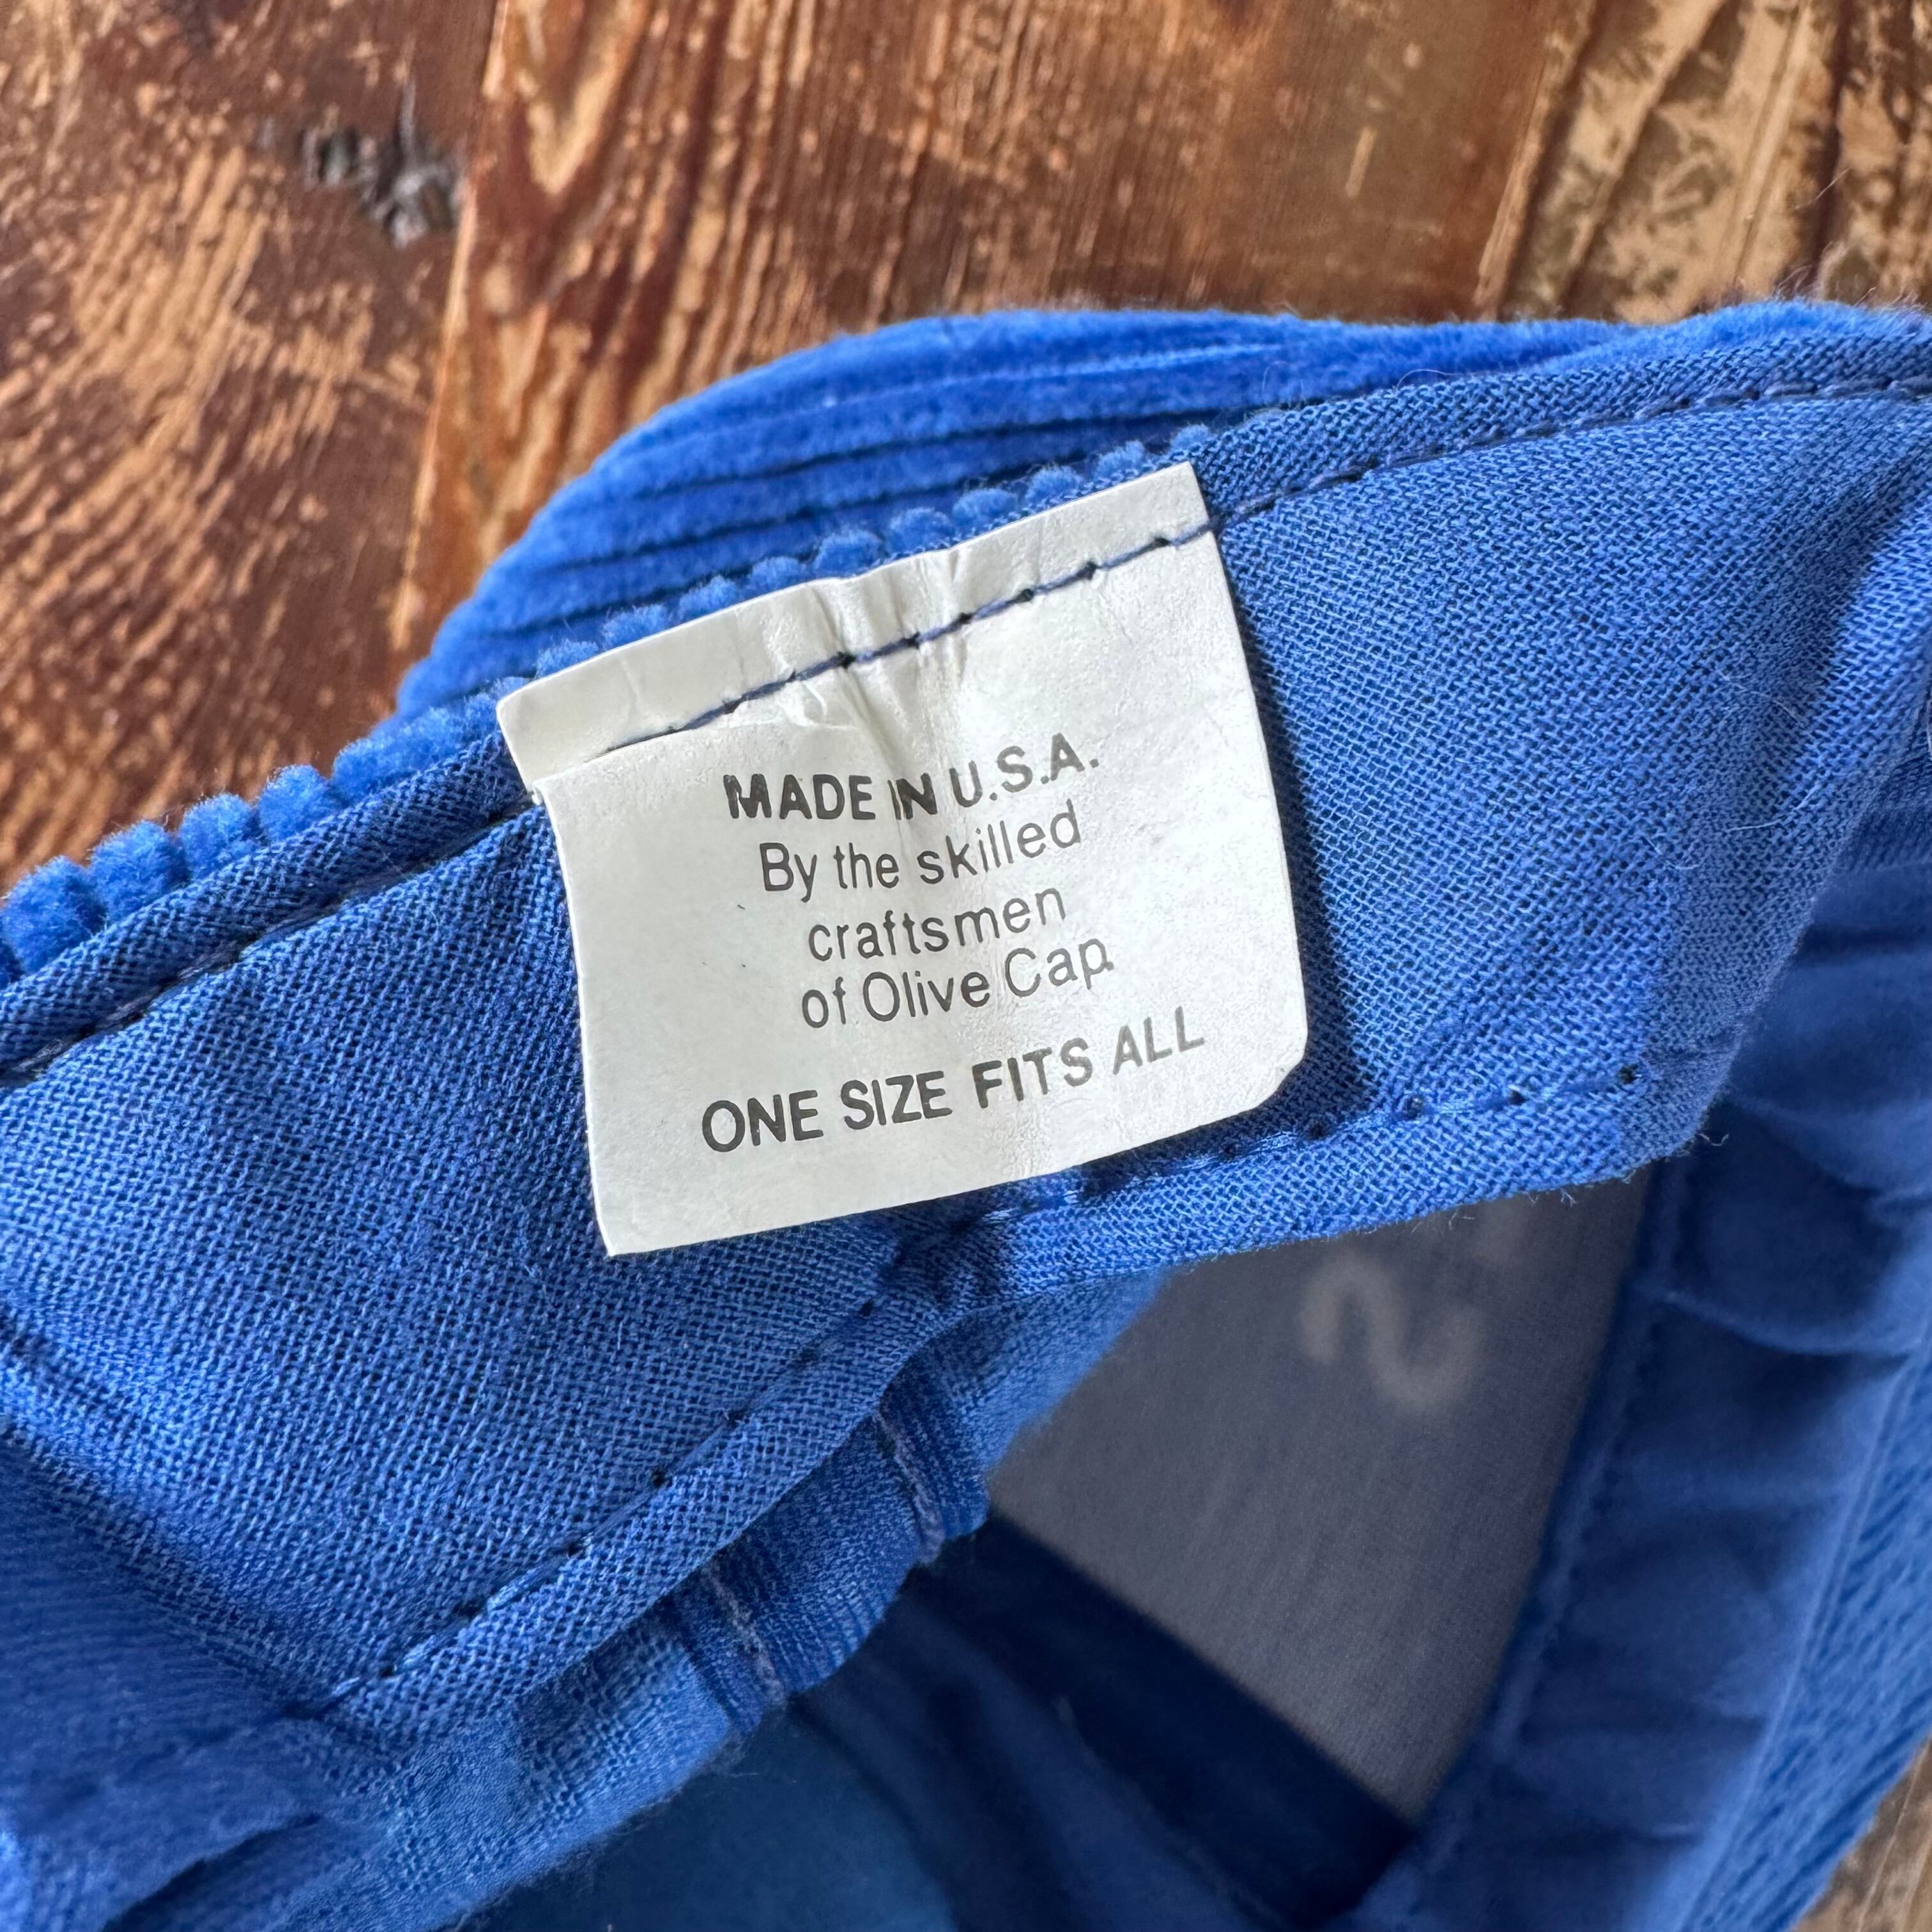 MADE IN U.S.A.
By the skilled
craftsmen
of Olive Cap.
ONE SIZE FITS ALL